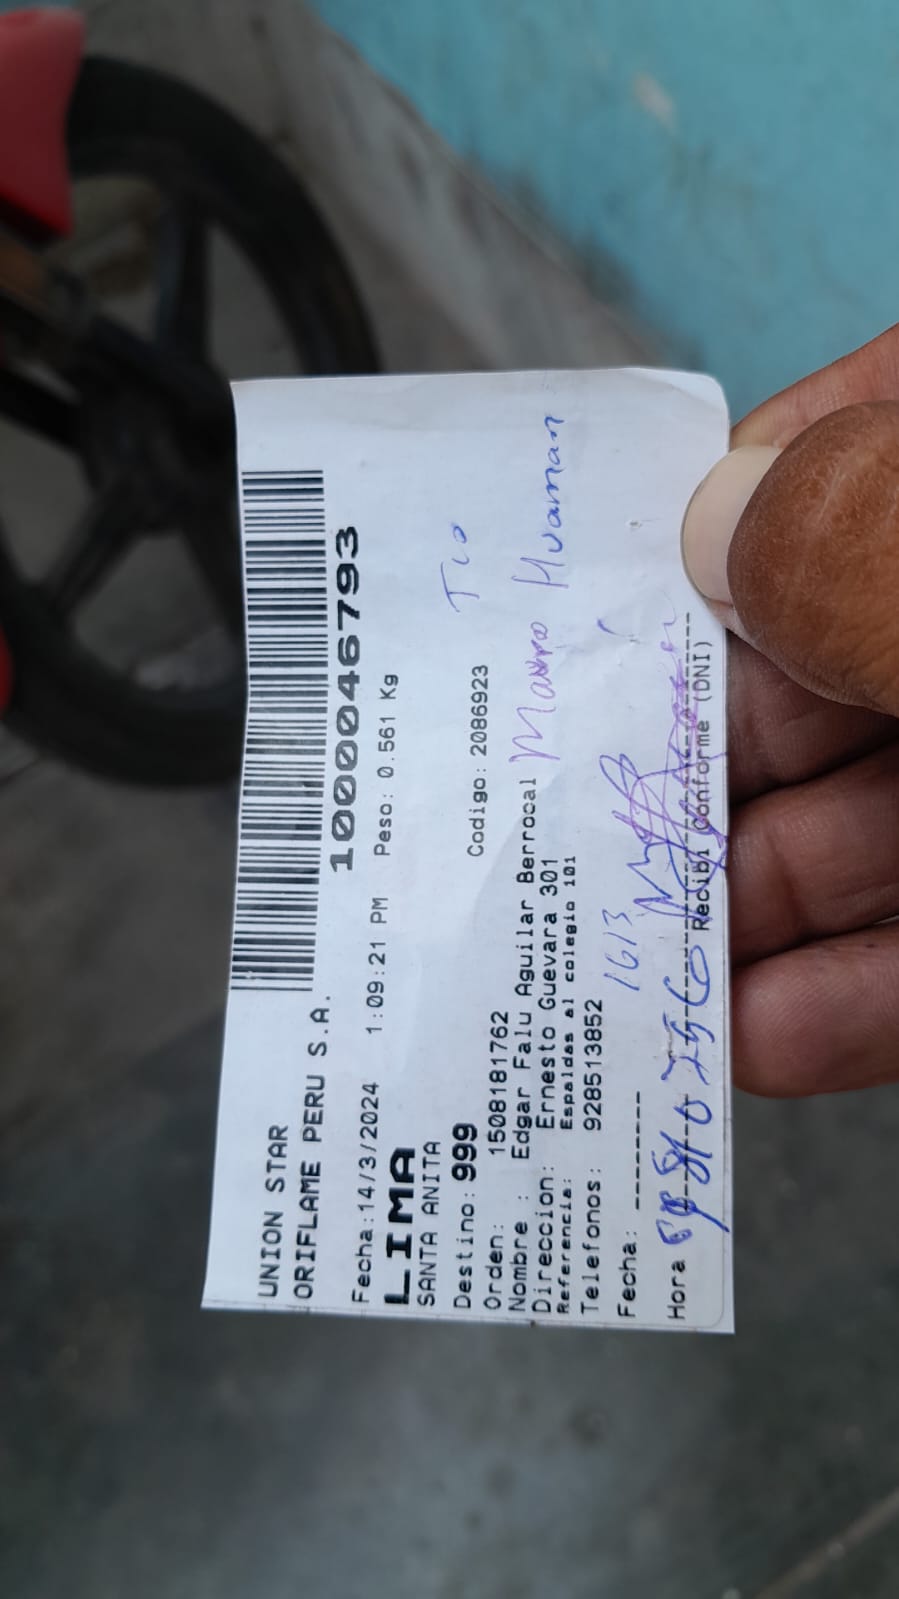 UNION STAR
ORIFLAME PERU S.A.
1000046793
Fecha:14/3/2024 1:09:21 PM Peso: 0.561 Kg
LIMA
SANTA ANITA
Destino: 999 Codigo: 2086923 Tio
Orden: 1508181762
Nombre : Edgar Falu Aguilar Berrocal Mauro Huaman
Direccion: Ernesto Guevara 301
Referencia: Espaldas al colegio 101
Telefonos: 928513852 1613
Fecha: --------
Hora
Recibi Conforme (DNI)